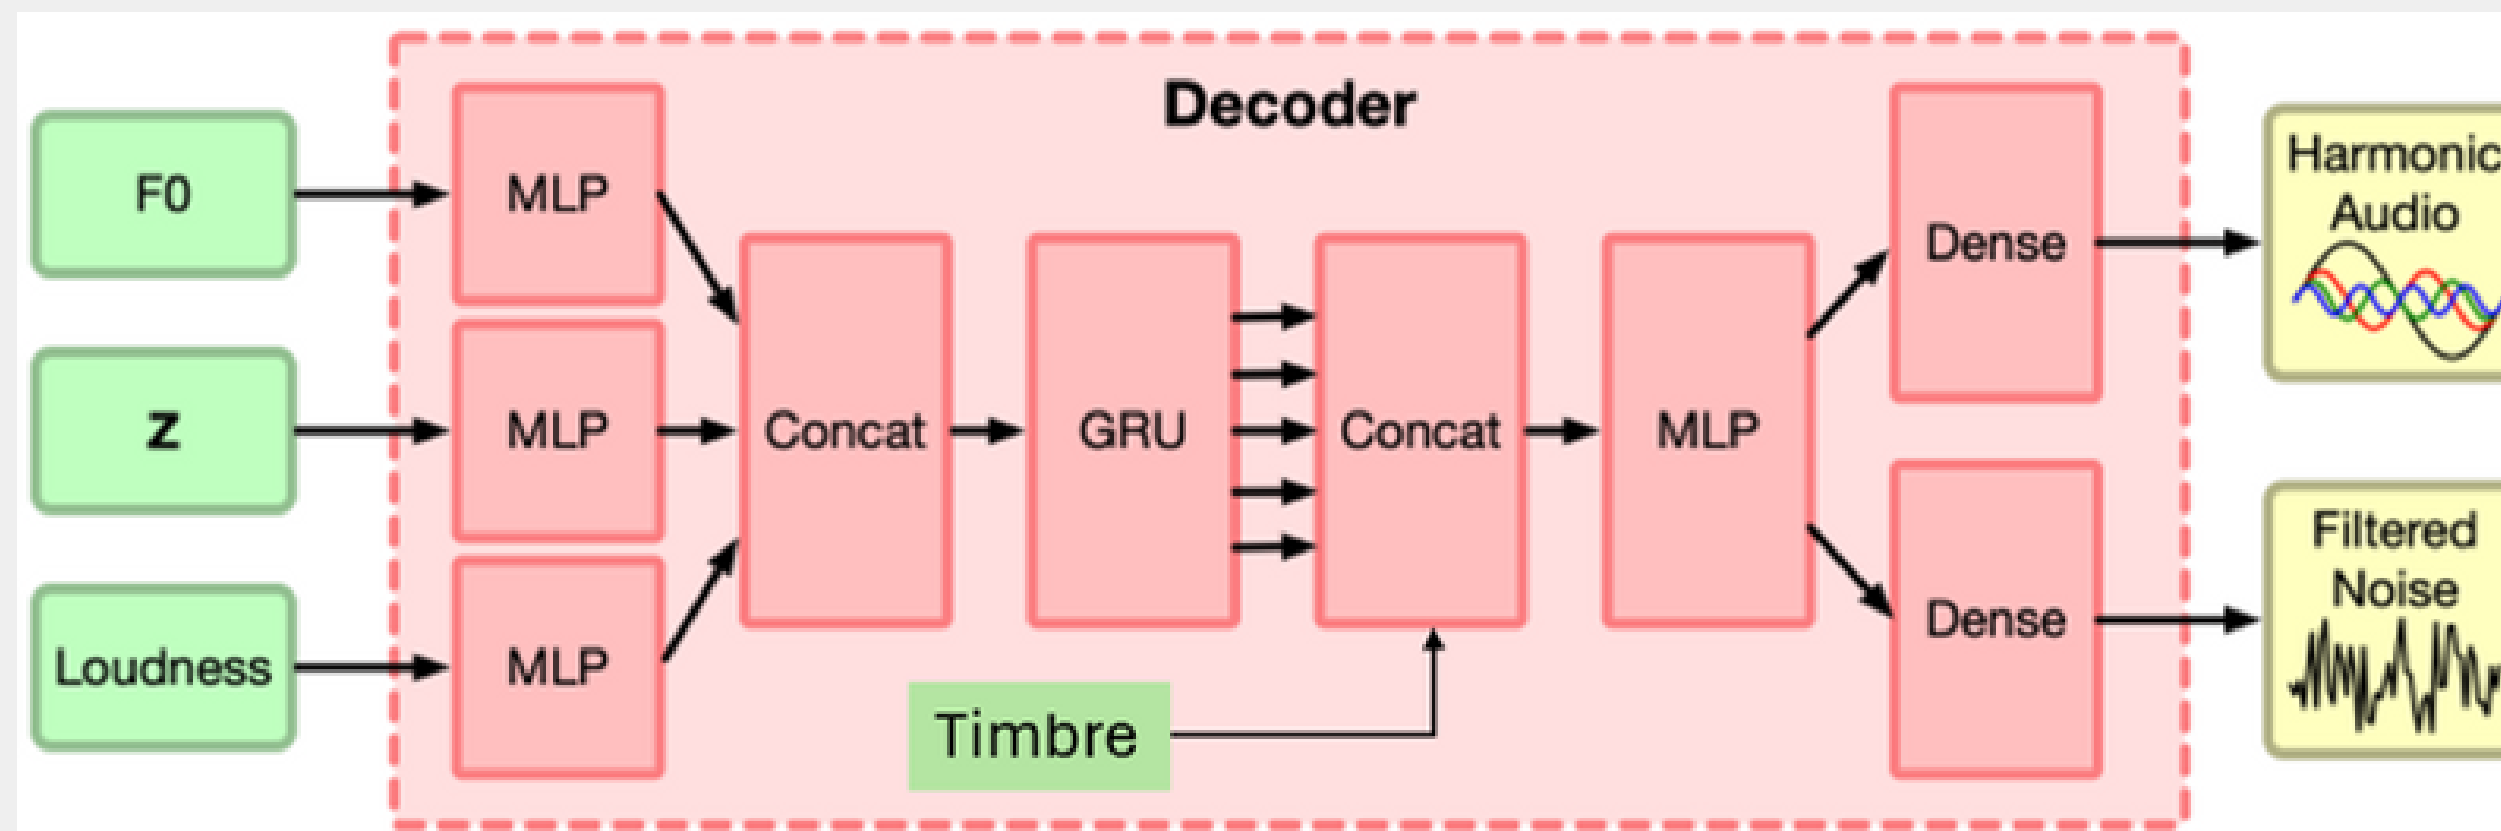 Decoder
F0
MLP
Z
MLP
Loudness
MLP
Concat
GRU
Concat
MLP
Timbre
Dense
Dense
Harmonic
Audio
Filtered
Noise